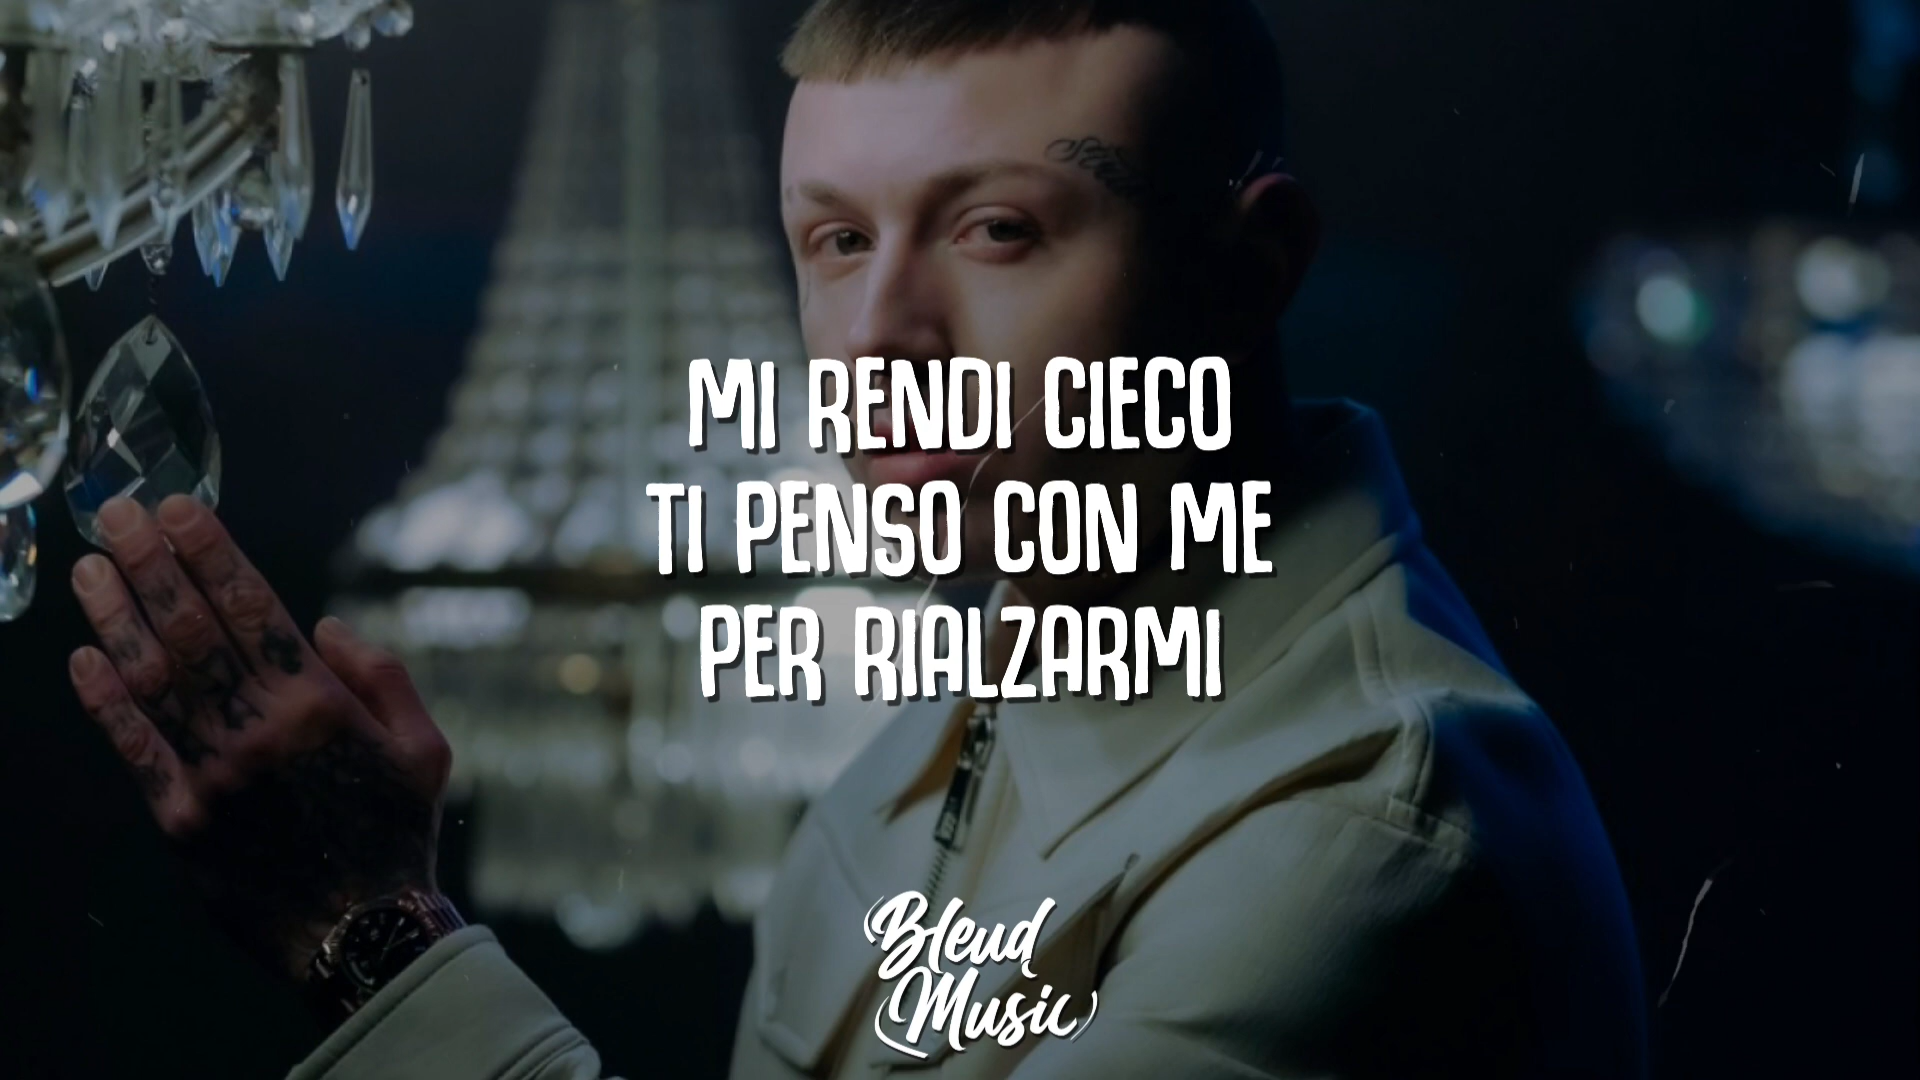 MI RENDI CIECO
TI PENSO CON ME
PER RIALZARMI
Bleud
Music